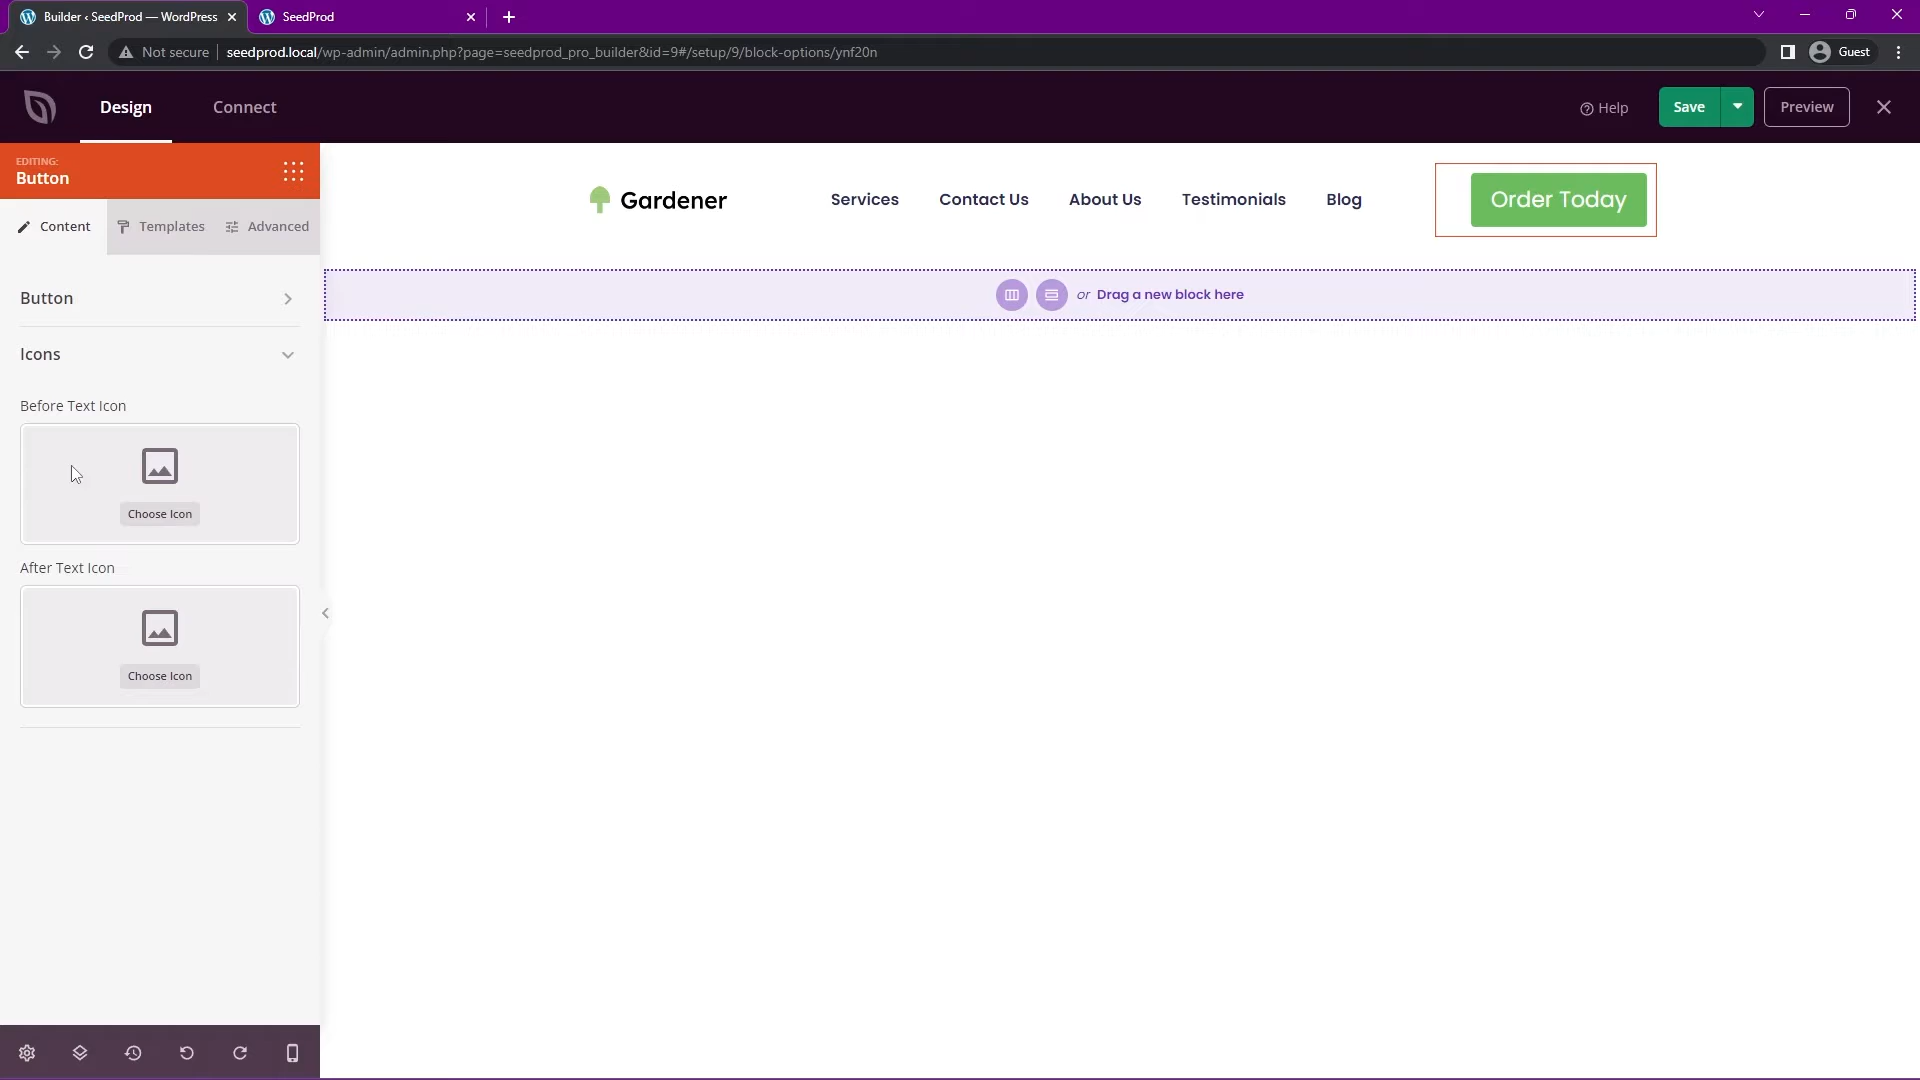 Builder ‹ SeedProd — WordPress
SeedProd
Not secure
seedprod.local/wp-admin/admin.php?page=seedprod_pro_builder&id=9#/setup/9/block-options/ynf20n
Guest
Design
Connect
Help
Save
Preview
EDITING:
Button
Content
Templates
Advanced
Gardener
Services
Contact Us
About Us
Testimonials
Blog
Order Today
or Drag a new block here
Button
Icons
Before Text Icon
Choose Icon
After Text Icon
Choose Icon